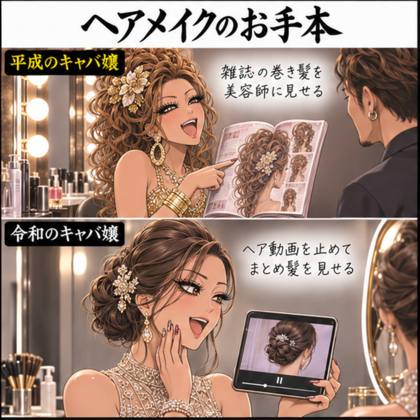 ヘアメイクのお手本
平成のキャバ嬢
雑誌の巻き髪を
美容師に見せる
令和のキャバ嬢
ヘア動画を止めて
まとめ髪を見せる